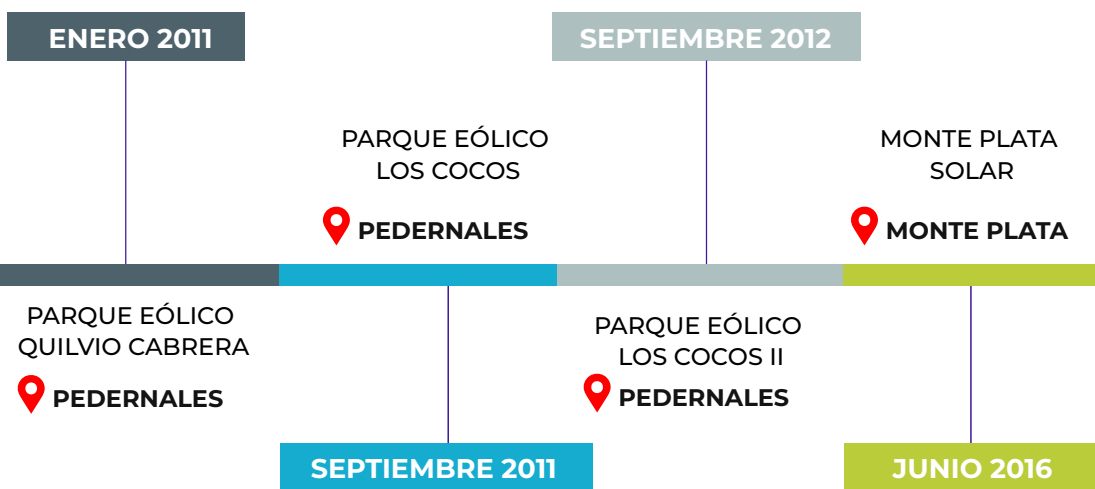 ENERO 2011
PARQUE EÓLICO
QUILVIO CABRERA
PEDERNALES
PARQUE EÓLICO
LOS COCOS
PEDERNALES
SEPTIEMBRE 2011
SEPTIEMBRE 2012
PARQUE EÓLICO
LOS COCOS II
PEDERNALES
MONTE PLATA
SOLAR
MONTE PLATA
JUNIO 2016